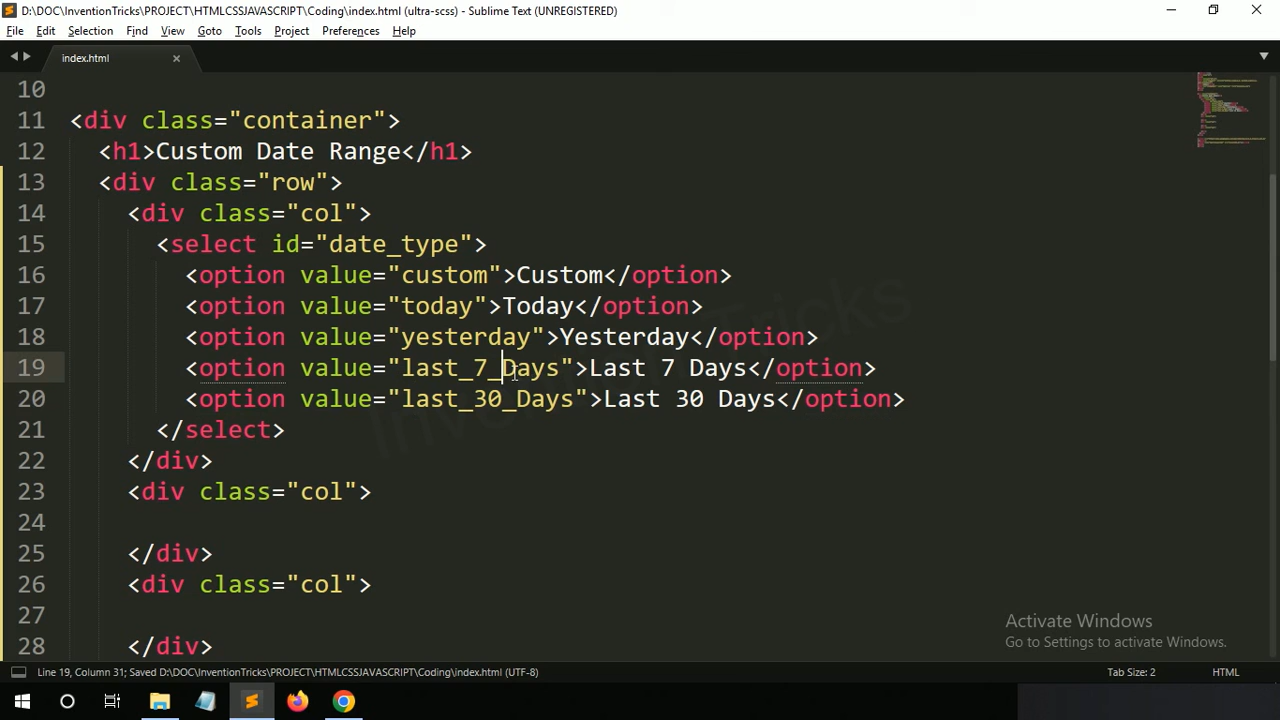 D:\DOC\InventionTricks\PROJECT\HTMLCSSJAVASCRIPT\Coding\index.html (ultra-scss) - Sublime Text (UNREGISTERED)
File Edit Selection Find View Goto Tools Project Preferences Help
index.html
10
11 <div class="container">
12 <h1>Custom Date Range</h1>
13 <div class="row">
14 <div class="col">
15 <select id="date_type">
16 <option value="custom">Custom</option>
17 <option value="today">Today</option>
18 <option value="yesterday">Yesterday</option>
19 <option value="last_7_Days">Last 7 Days</option>
20 <option value="last_30_Days">Last 30 Days</option>
21 </select>
22 </div>
23 <div class="col">
24
25 </div>
26 <div class="col">
27
28 </div>
InventionTricks
Activate Windows
Go to Settings to activate Windows.
Line 19, Column 31; Saved D:\DOC\InventionTricks\PROJECT\HTMLCSSJAVASCRIPT\Coding\index.html (UTF-8) Tab Size: 2 HTML